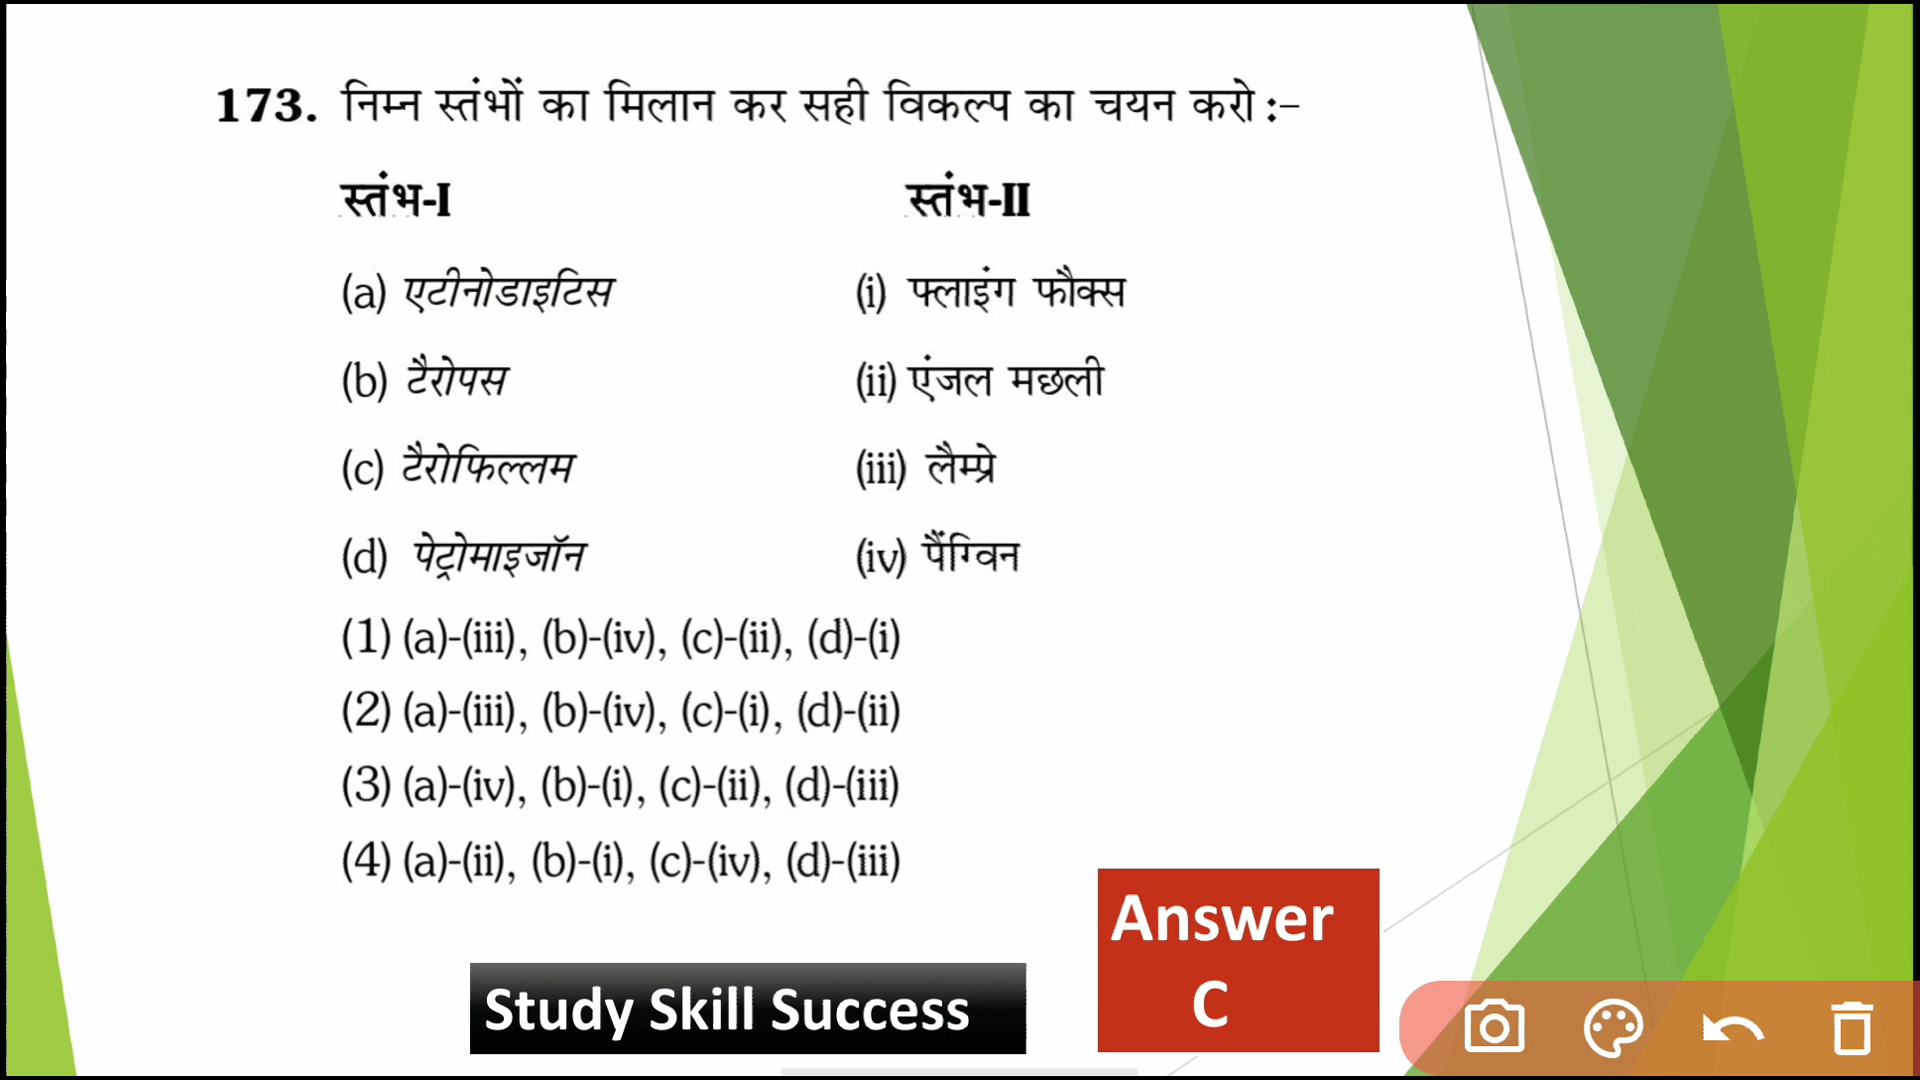 173. निम्न स्तंभों का मिलान कर सही विकल्प का चयन करो :–
स्तंभ-I स्तंभ-II
(a) एटीनोडाइटिस (i) फ्लाइंग फौक्स
(b) टैरोपस (ii) एंजल मछली
(c) टैरोफिल्लम (iii) लैम्प्रे
(d) पेट्रोमाइजॉन (iv) पैंग्विन
(1) (a)-(iii), (b)-(iv), (c)-(ii), (d)-(i)
(2) (a)-(iii), (b)-(iv), (c)-(i), (d)-(ii)
(3) (a)-(iv), (b)-(i), (c)-(ii), (d)-(iii)
(4) (a)-(ii), (b)-(i), (c)-(iv), (d)-(iii)
Answer
C
Study Skill Success